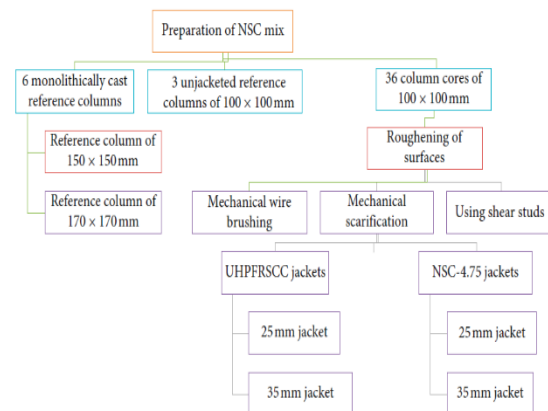 Preparation of NSC mix
6 monolithically cast
reference columns
3 unjacketed reference
columns of 100 × 100 mm
36 column cores of
100 × 100 mm
Reference column of
150 × 150 mm
Reference column of
170 × 170 mm
Roughening of
surfaces
Mechanical wire
brushing
Mechanical
scarification
Using shear studs
UHPFRSCC jackets
NSC-4.75 jackets
25 mm jacket
25 mm jacket
35 mm jacket
35 mm jacket